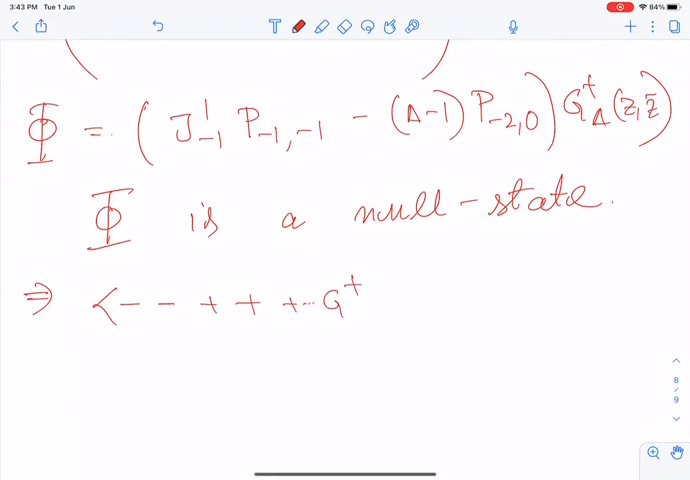 3:43 PM Tue 1 Jun
84%
Φ = ( J¹₋₁ P₋₁,₋₁ − (Δ−1) P₋₂,₀ ) G⁺_Δ (z, z̄)
Φ is a null-state.
⇒ < − − + + + ... G⁺
8
/
9